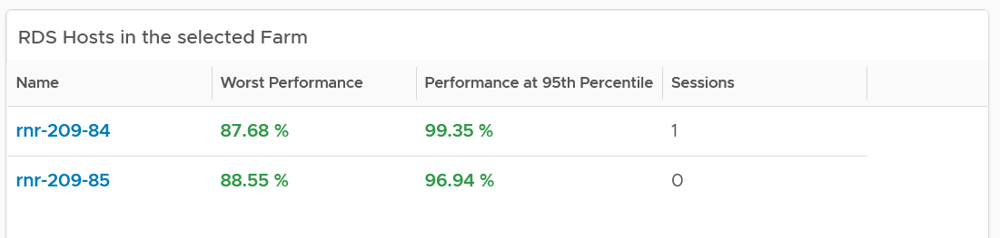 RDS Hosts in the selected Farm
Name Worst Performance Performance at 95th Percentile Sessions
rnr-209-84 87.68 % 99.35 % 1
rnr-209-85 88.55 % 96.94 % 0